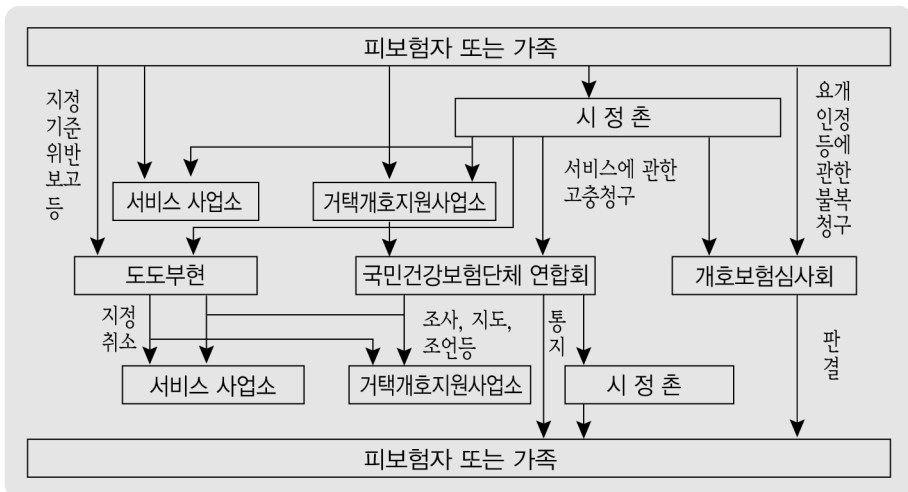 피보험자 또는 가족
지정
기준
위반
보고
등
요개
인정
등에
관한
불복
청구
시 정 촌
서비스에 관한
고충청구
서비스 사업소
거택개호지원사업소
도도부현
국민건강보험단체 연합회
개호보험심사회
지정
취소
조사, 지도,
조언등
통
지
판
결
서비스 사업소
거택개호지원사업소
시 정 촌
피보험자 또는 가족